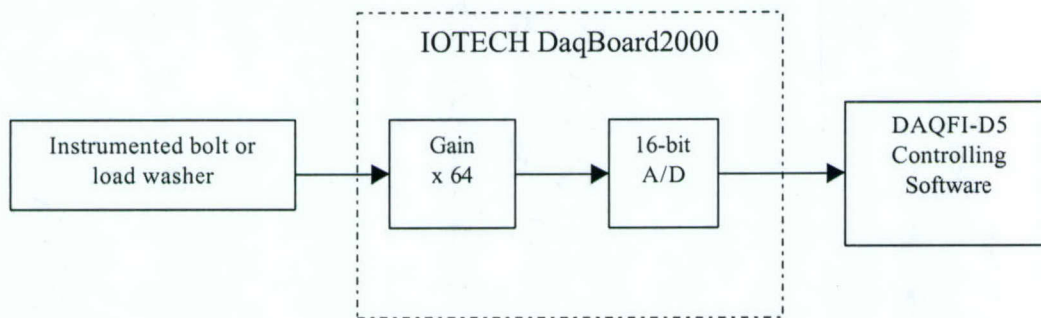 IOTECH DaqBoard2000
Instrumented bolt or
load washer
Gain
x 64
16-bit
A/D
DAQFI-D5
Controlling
Software